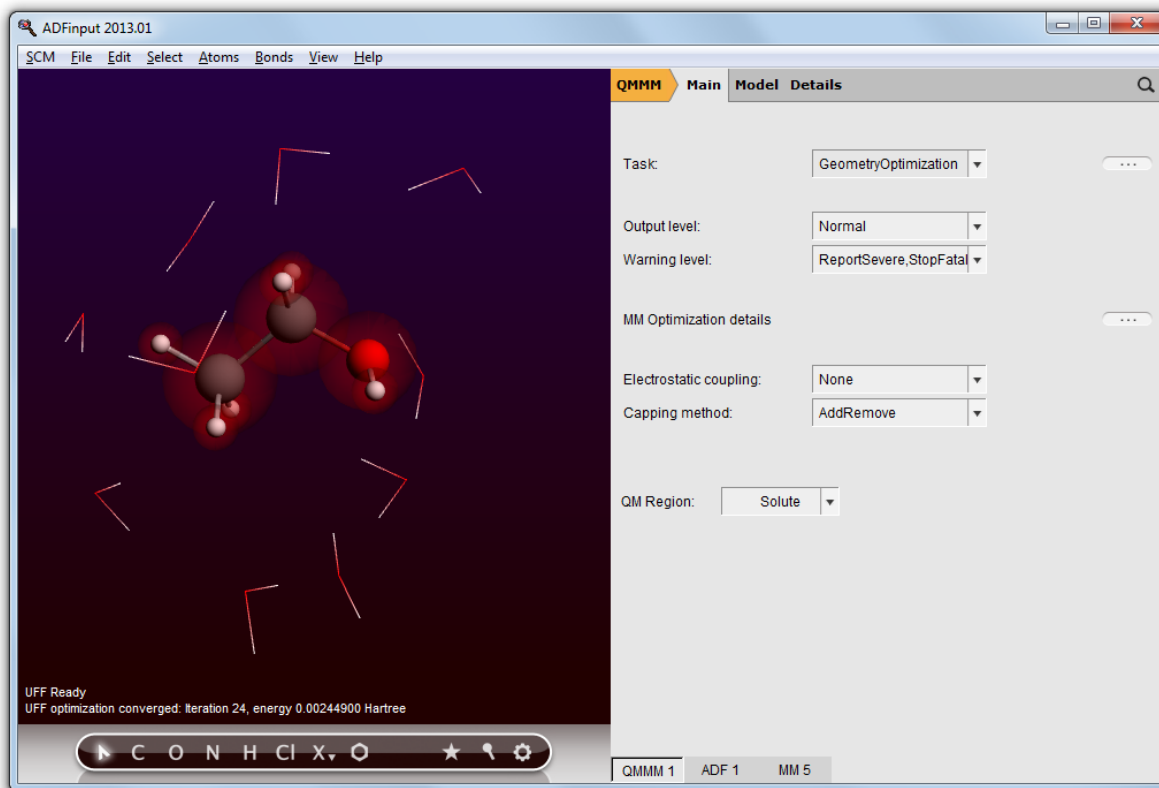 ADFinput 2013.01
SCM File Edit Select Atoms Bonds View Help
QMMM Main Model Details
Task: GeometryOptimization ...
Output level: Normal
Warning level: ReportSevere,StopFatal
MM Optimization details ...
Electrostatic coupling: None
Capping method: AddRemove
QM Region: Solute
UFF Ready
UFF optimization converged: Iteration 24, energy 0.00244900 Hartree
C O N H Cl X
QMMM 1 ADF 1 MM 5